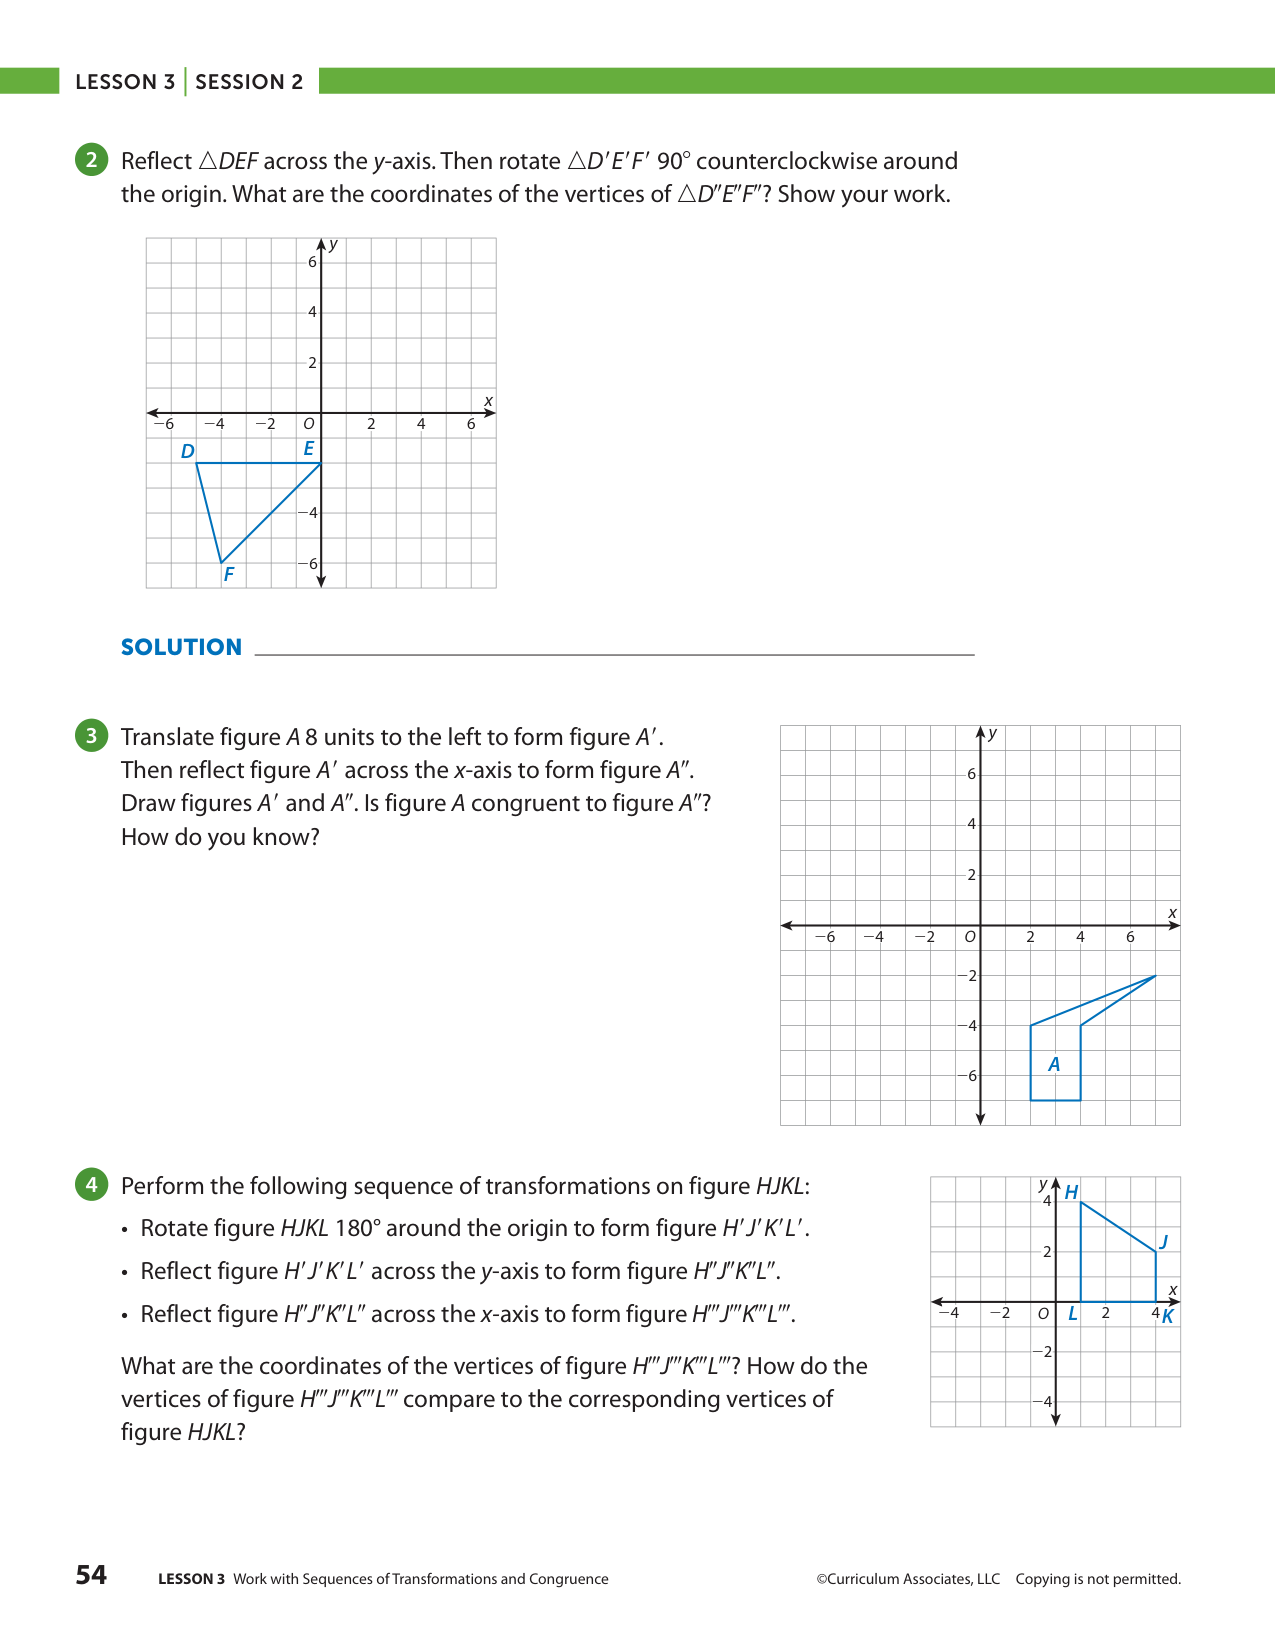 LESSON 3 | SESSION 2
2 Reflect △DEF across the y-axis. Then rotate △D′E′F′ 90° counterclockwise around
the origin. What are the coordinates of the vertices of △D″E″F″? Show your work.
y
6
4
2
x
−6 −4 −2 O 2 4 6
D E
−4
−6
F
SOLUTION
3 Translate figure A 8 units to the left to form figure A′.
Then reflect figure A′ across the x-axis to form figure A″.
Draw figures A′ and A″. Is figure A congruent to figure A″?
How do you know?
y
6
4
2
x
−6 −4 −2 O 2 4 6
−2
−4
A
−6
4 Perform the following sequence of transformations on figure HJKL:
• Rotate figure HJKL 180° around the origin to form figure H′J′K′L′.
• Reflect figure H′J′K′L′ across the y-axis to form figure H″J″K″L″.
• Reflect figure H″J″K″L″ across the x-axis to form figure H‴J‴K‴L‴.
What are the coordinates of the vertices of figure H‴J‴K‴L‴? How do the
vertices of figure H‴J‴K‴L‴ compare to the corresponding vertices of
figure HJKL?
y H
4
J
2
x
−4 −2 O L 2 4 K
−2
−4
54 LESSON 3 Work with Sequences of Transformations and Congruence ©Curriculum Associates, LLC Copying is not permitted.